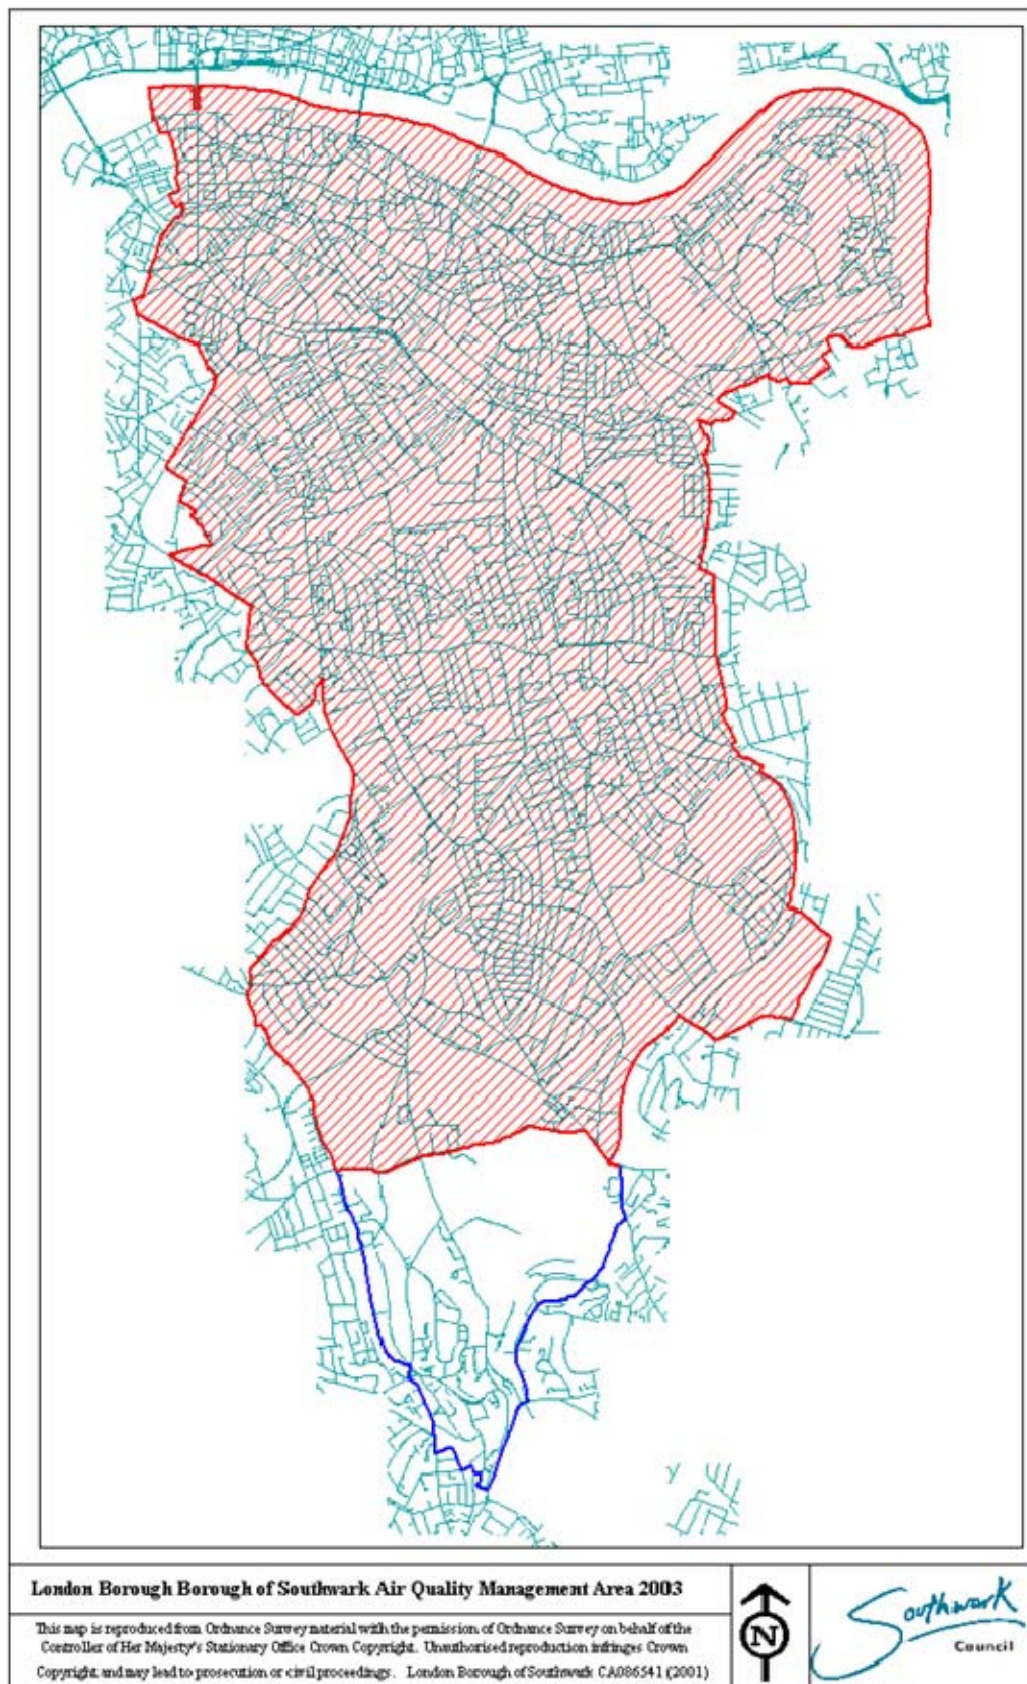 London Borough Borough of Southwark Air Quality Management Area 2003
This map is reproduced from Ordnance Survey material with the permission of Ordnance Survey on behalf of the
Controller of Her Majesty's Stationary Office Crown Copyright. Unauthorised reproduction infringes Crown
Copyright and may lead to prosecution or civil proceedings. London Borough of Southwark CA086541 (2001)
N
Southwark
Council